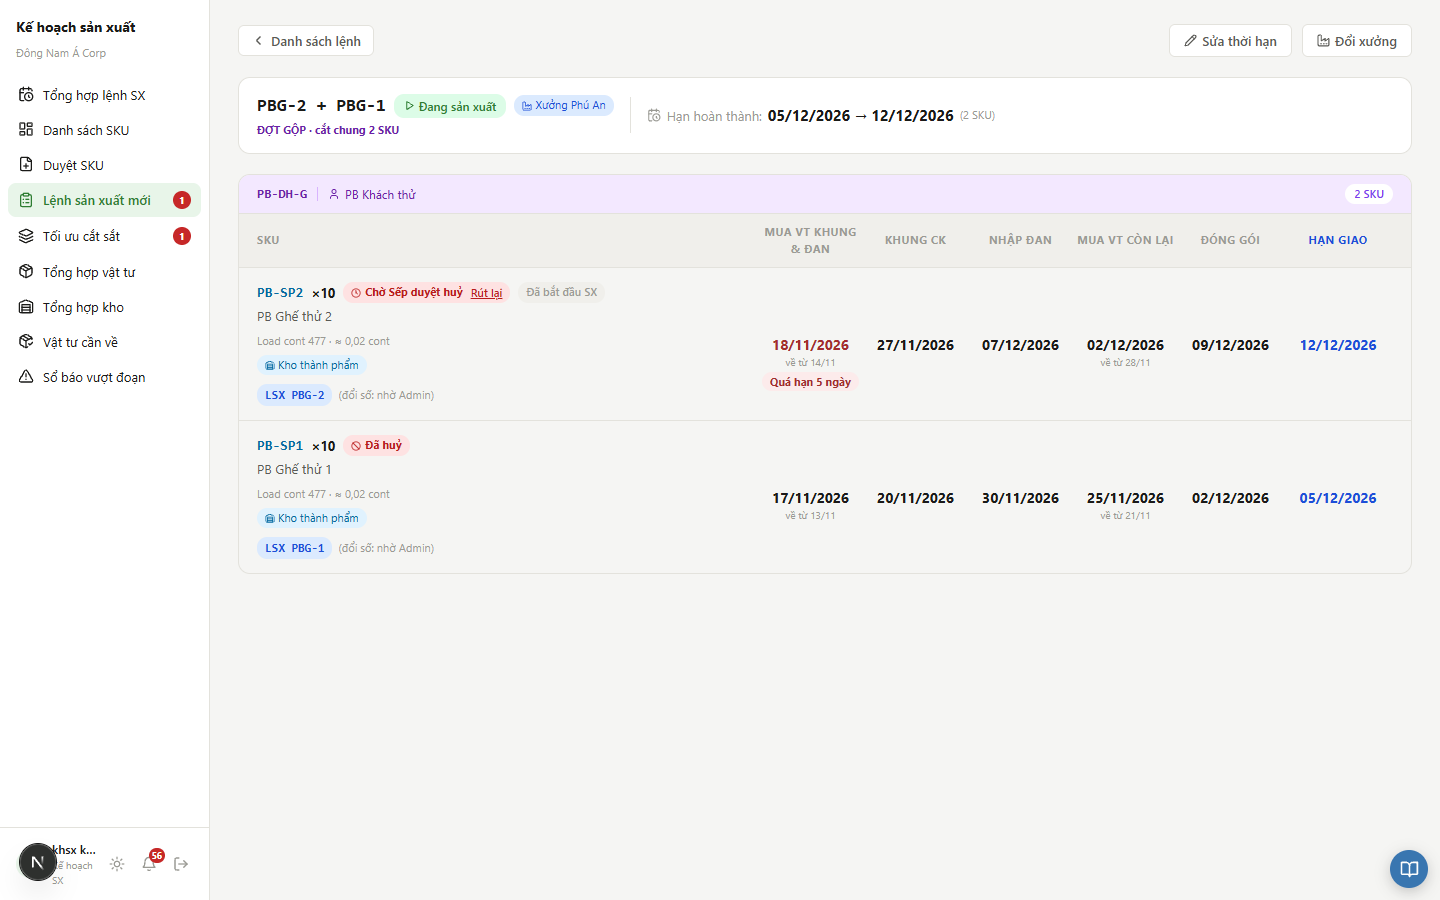 Kế hoạch sản xuất
Đông Nam Á Corp
Tổng hợp lệnh SX
Danh sách SKU
Duyệt SKU
Lệnh sản xuất mới 1
Tối ưu cắt sắt 1
Tổng hợp vật tư
Tổng hợp kho
Vật tư cần về
Sổ báo vượt đoạn
N khsx k...
kế hoạch
SX
56
Danh sách lệnh
Sửa thời hạn
Đổi xưởng
PBG-2 + PBG-1 Đang sản xuất Xưởng Phú An
ĐỢT GỘP · cắt chung 2 SKU
Hạn hoàn thành: 05/12/2026 → 12/12/2026 (2 SKU)
PB-DH-G PB Khách thử 2 SKU
SKU MUA VT KHUNG & ĐAN KHUNG CK NHẬP ĐAN MUA VT CÒN LẠI ĐÓNG GÓI HẠN GIAO
PB-SP2 ×10 Chờ Sếp duyệt huỷ Rút lại Đã bắt đầu SX
PB Ghế thử 2
Load cont 477 · ≈ 0,02 cont
Kho thành phẩm
LSX PBG-2 (đổi số: nhờ Admin)
18/11/2026 27/11/2026 07/12/2026 02/12/2026 09/12/2026 12/12/2026
về từ 14/11 về từ 28/11
Quá hạn 5 ngày
PB-SP1 ×10 Đã huỷ
PB Ghế thử 1
Load cont 477 · ≈ 0,02 cont
Kho thành phẩm
LSX PBG-1 (đổi số: nhờ Admin)
17/11/2026 20/11/2026 30/11/2026 25/11/2026 02/12/2026 05/12/2026
về từ 13/11 về từ 21/11